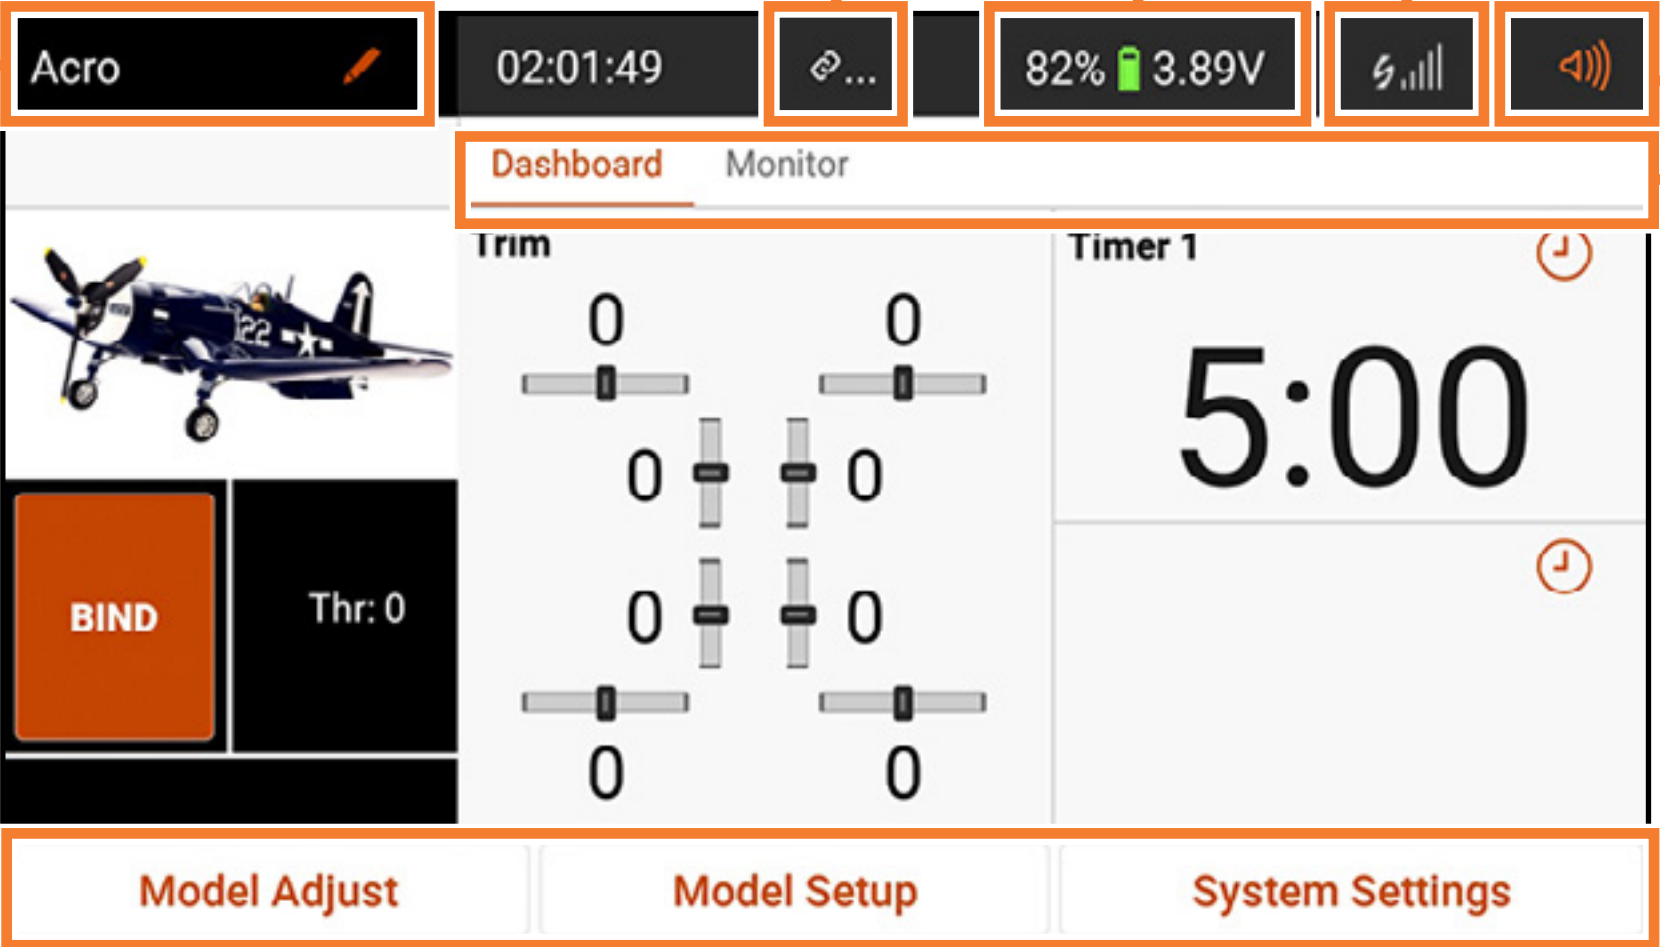 Acro
02:01:49
...
82% 3.89V
Dashboard Monitor
Trim
Timer 1
0 0
5:00
0 0
22
BIND
Thr: 0
0 0
0 0
Model Adjust Model Setup System Settings